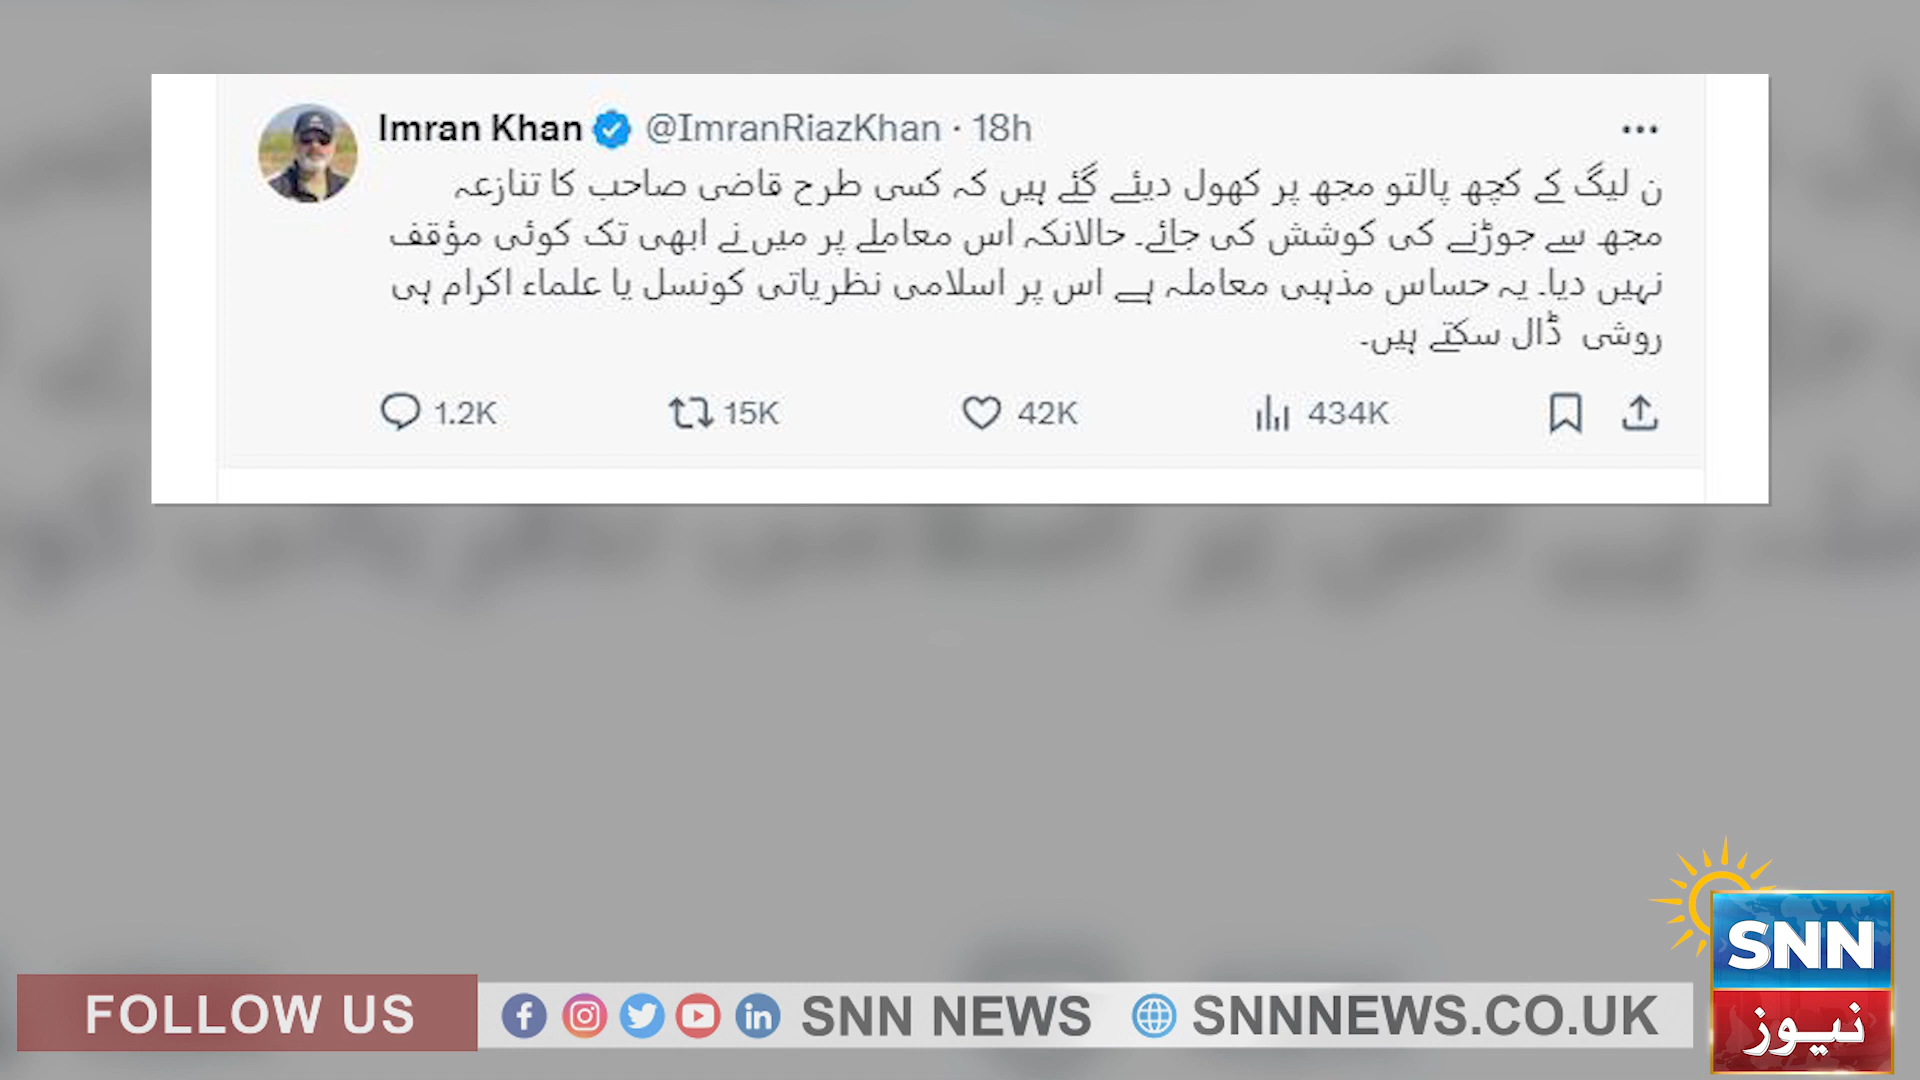 Imran Khan @ImranRiazKhan · 18h
ن لیگ کے کچھ پالتو مجھ پر کھول دیئے گئے ہیں کہ کسی طرح قاضی صاحب کا تنازعہ
مجھ سے جوڑنے کی کوشش کی جائے۔ حالانکہ اس معاملے پر میں نے ابھی تک کوئی مؤقف
نہیں دیا۔ یہ حساس مذہبی معاملہ ہے اس پر اسلامی نظریاتی کونسل یا علماء اکرام ہی
روشی ڈال سکتے ہیں۔
1.2K 15K 42K 434K
SNN
نیوز
FOLLOW US SNN NEWS SNNNEWS.CO.UK